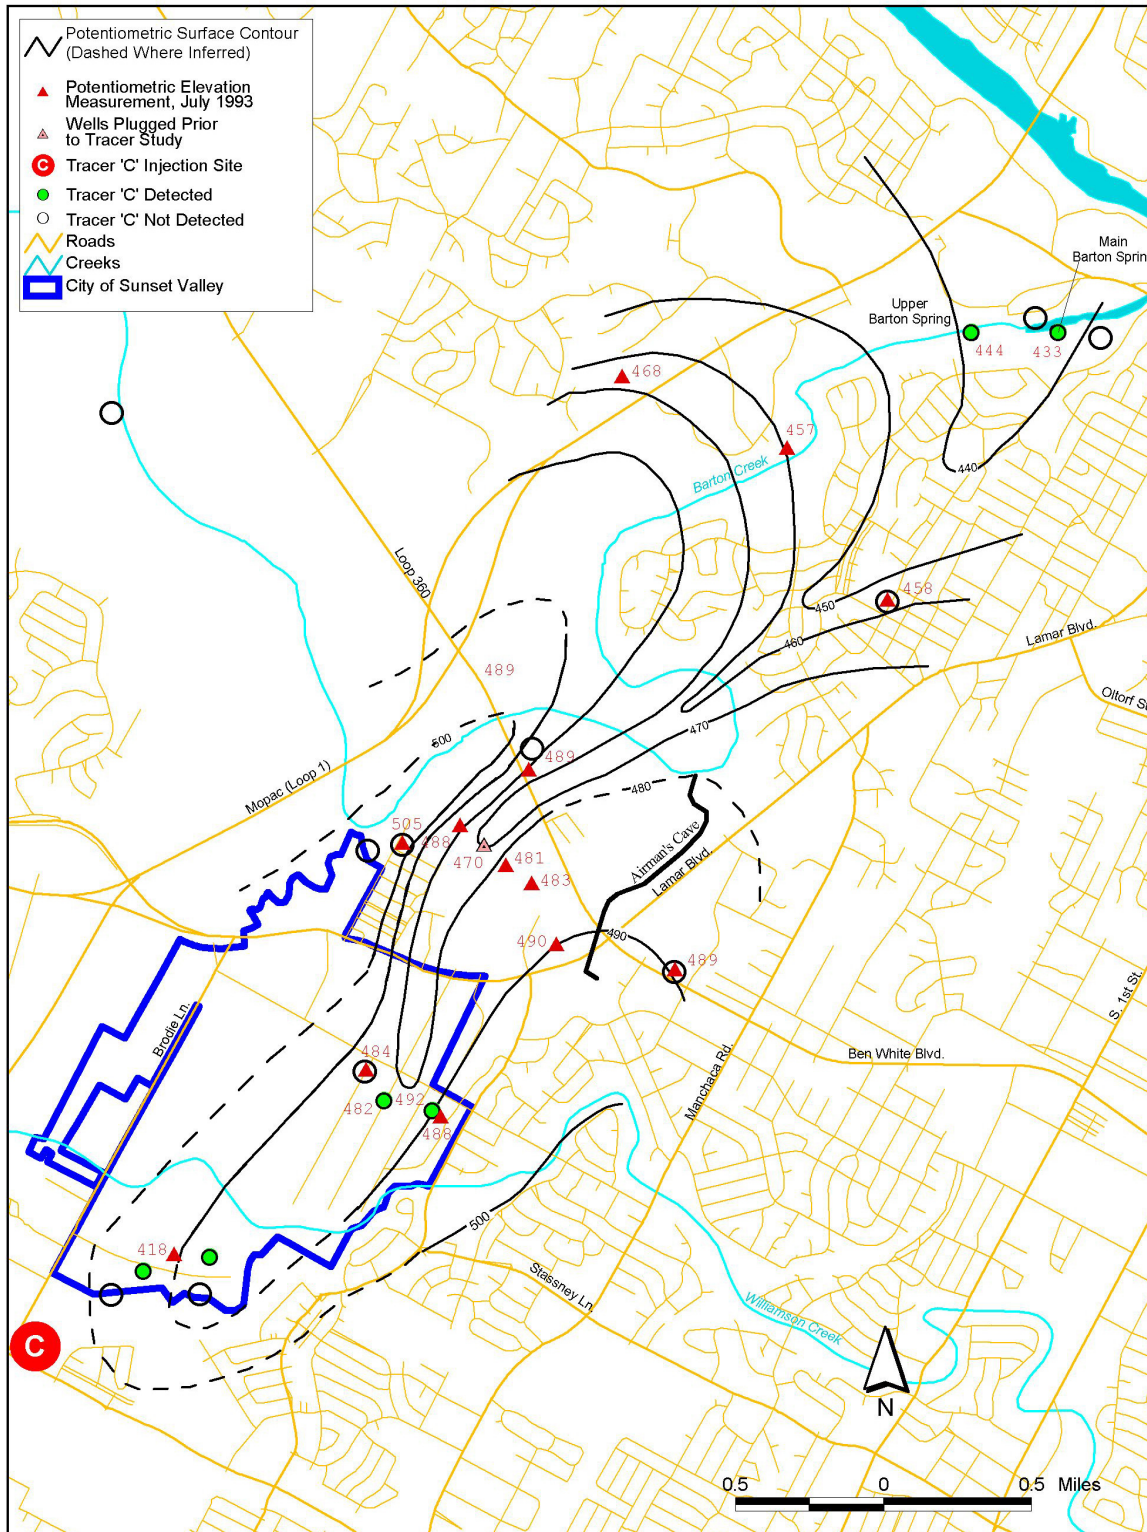 Potentiometric Surface Contour
(Dashed Where Inferred)
Potentiometric Elevation
Measurement, July 1993
Wells Plugged Prior
to Tracer Study
C
Tracer 'C' Injection Site
Tracer 'C' Detected
Tracer 'C' Not Detected
Roads
Creeks
City of Sunset Valley
Main
Barton Sprin
Upper
Barton Spring
444
433
468
457
440
Barton Creek
Loop 360
458
450
460
Lamar Blvd.
Oltorf St
489
470
500
489
Mopac (Loop 1)
480
505
488
470
481
483
Airman's Cave
Lamar Blvd.
490
490
489
S. 1st St.
Brodie Ln.
484
482
492
488
Ben White Blvd.
Manchaca Rd.
500
418
Stassney Ln.
Williamson Creek
C
N
0.5
0
0.5
Miles